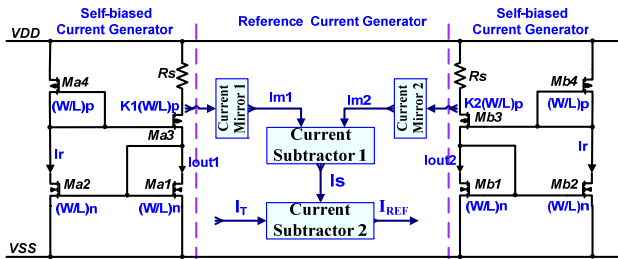 Self-biased
Current Generator
Reference Current Generator
Self-biased
Current Generator
VDD
Ma4
(W/L)p
Rs
K1(W/L)p
Ma3
Current
Mirror 1
Im1
Im2
Current
Mirror 2
Rs
K2(W/L)p
Mb3
Mb4
(W/L)p
Current
Subtractor 1
Ir
Iout1
Is
Iout2
Ir
Ma2
(W/L)n
Ma1
(W/L)n
IT
Current
Subtractor 2
IREF
Mb1
(W/L)n
Mb2
(W/L)n
VSS